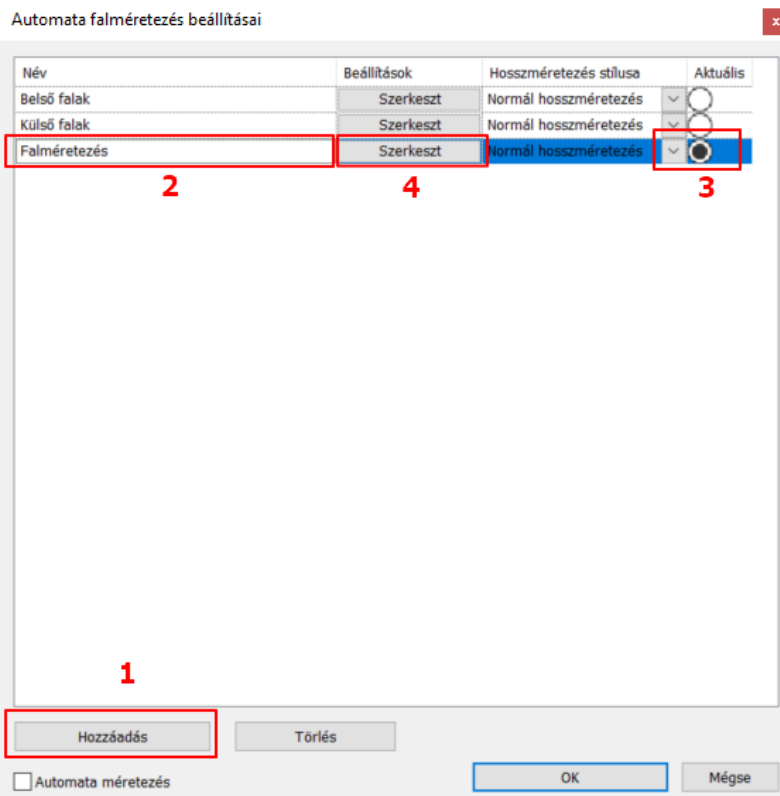 Automata falméretezés beállításai
x
Név Beállítások Hosszméretezés stílusa Aktuális
Belső falak Szerkeszt Normál hosszméretezés
Külső falak Szerkeszt Normál hosszméretezés
Falméretezés Szerkeszt Normál hosszméretezés
2 4 3
1
Hozzáadás Törlés
Automata méretezés OK Mégse